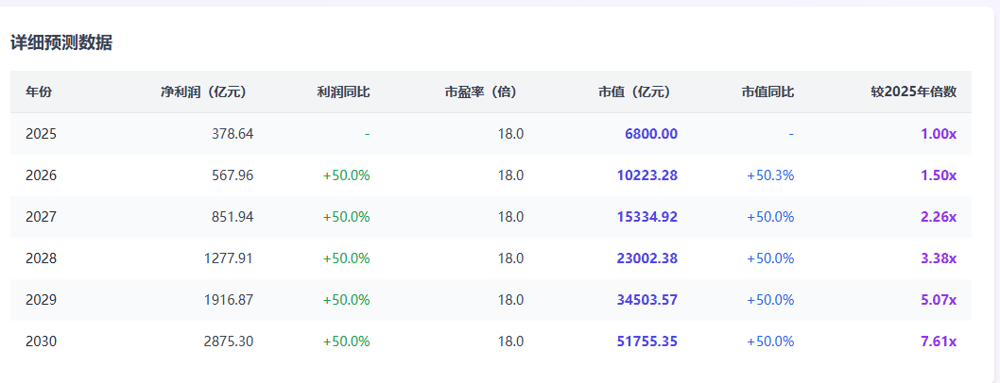 详细预测数据
年份 净利润（亿元） 利润同比 市盈率（倍） 市值（亿元） 市值同比 较2025年倍数
2025 378.64 - 18.0 6800.00 - 1.00x
2026 567.96 +50.0% 18.0 10223.28 +50.3% 1.50x
2027 851.94 +50.0% 18.0 15334.92 +50.0% 2.26x
2028 1277.91 +50.0% 18.0 23002.38 +50.0% 3.38x
2029 1916.87 +50.0% 18.0 34503.57 +50.0% 5.07x
2030 2875.30 +50.0% 18.0 51755.35 +50.0% 7.61x